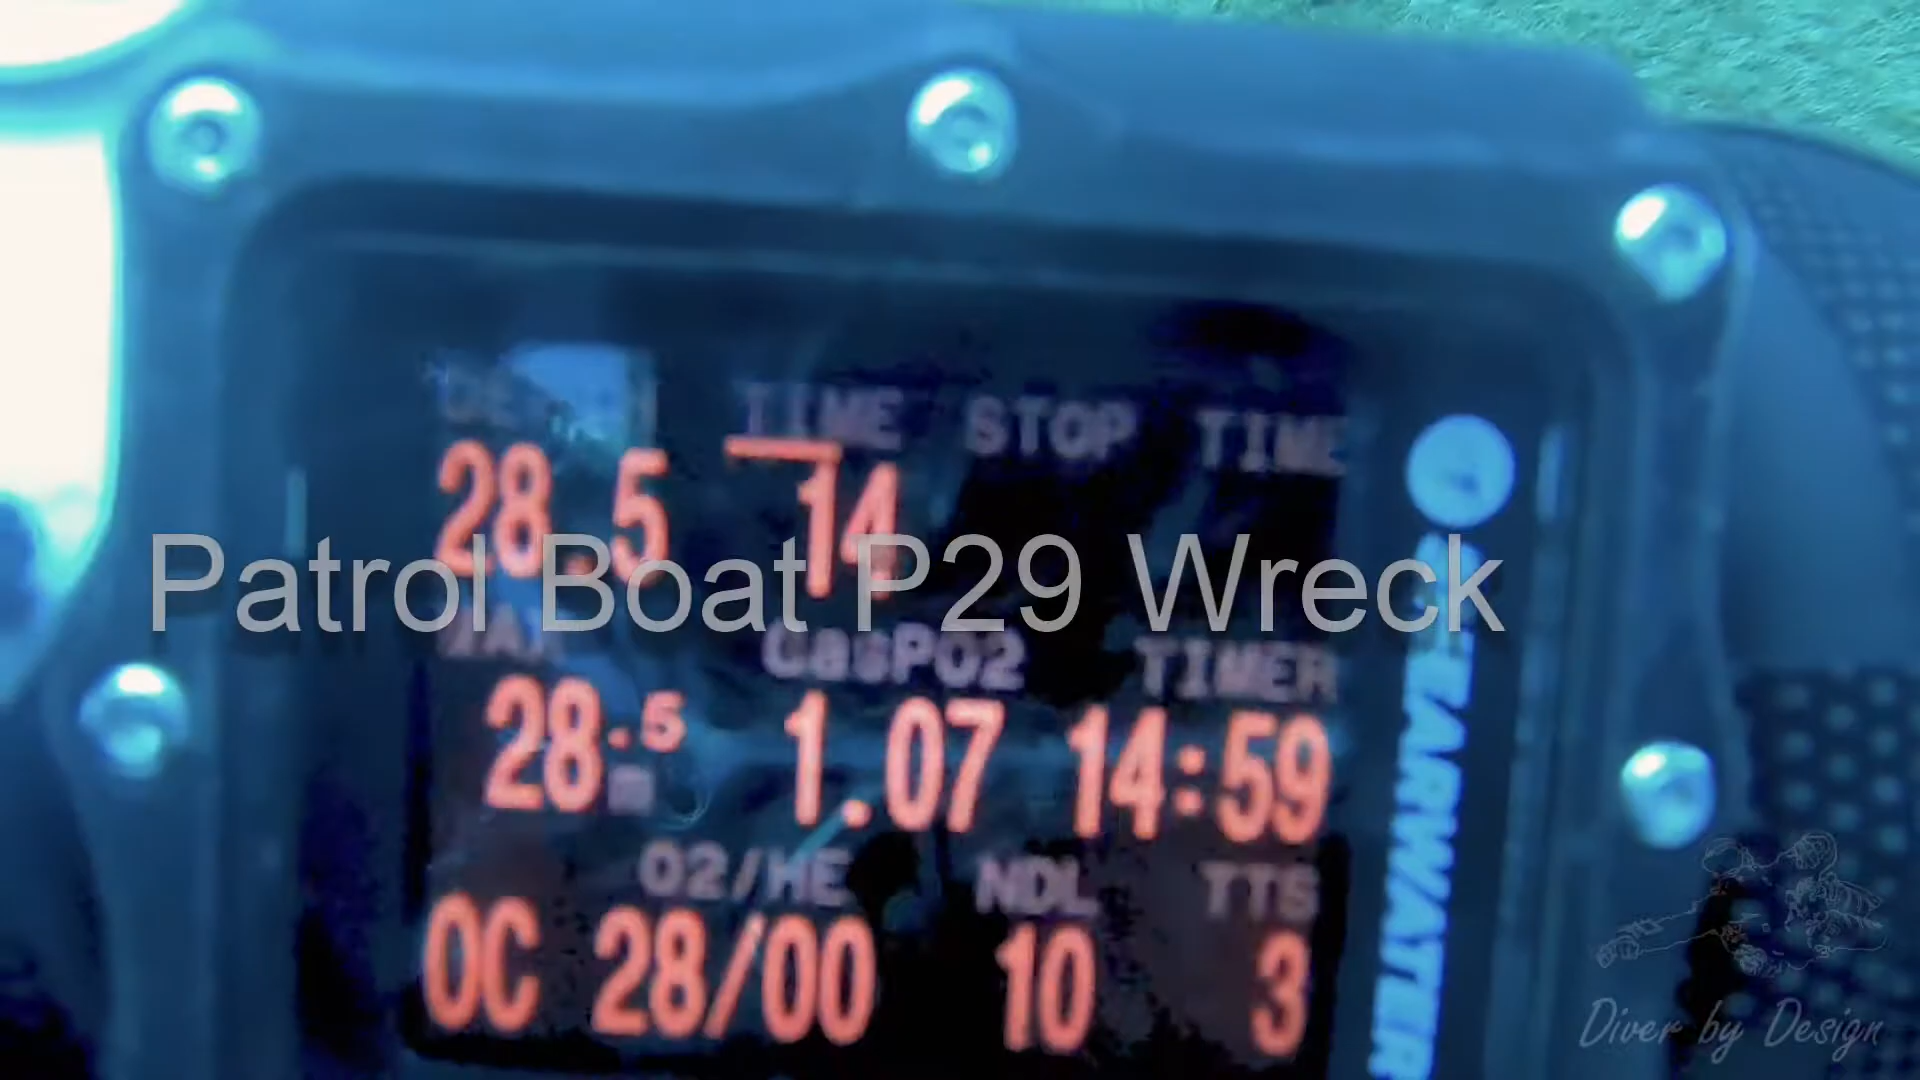 DEPTH TIME STOP TIME
28.5 14
Patrol Boat P29 Wreck
MAX GasPO2 TIMER
28.5 m 1.07 14:59
O2/HE NDL TTS
OC 28/00 10 3
SHEARWATER
Diver by Design